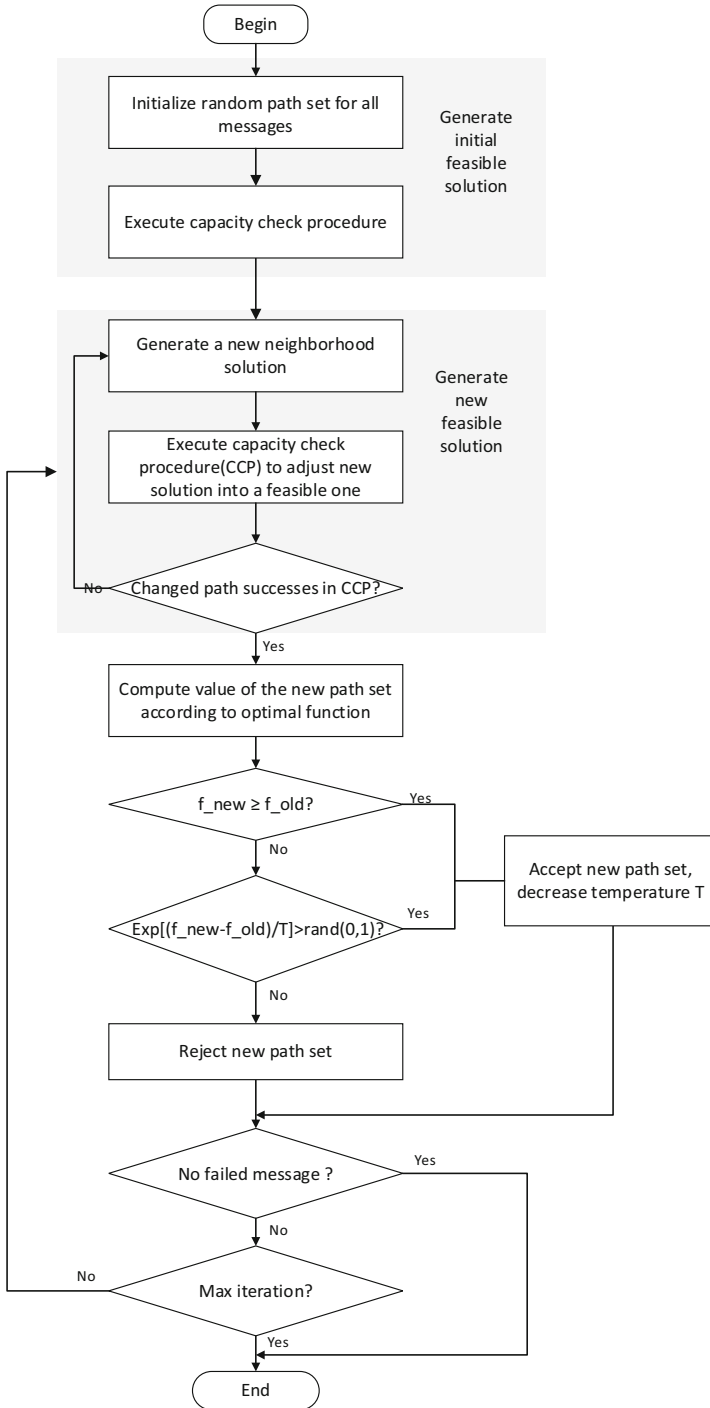 Begin
Initialize random path set for all
messages
Generate
initial
feasible
solution
Execute capacity check procedure
Generate a new neighborhood
solution
Generate
new
feasible
solution
Execute capacity check
procedure(CCP) to adjust new
solution into a feasible one
No
Changed path successes in CCP?
Yes
Compute value of the new path set
according to optimal function
f_new ≥ f_old?
Yes
No
Accept new path set,
decrease temperature T
Exp[(f_new-f_old)/T]>rand(0,1)?
Yes
No
Reject new path set
No failed message ?
Yes
No
No
Max iteration?
Yes
End